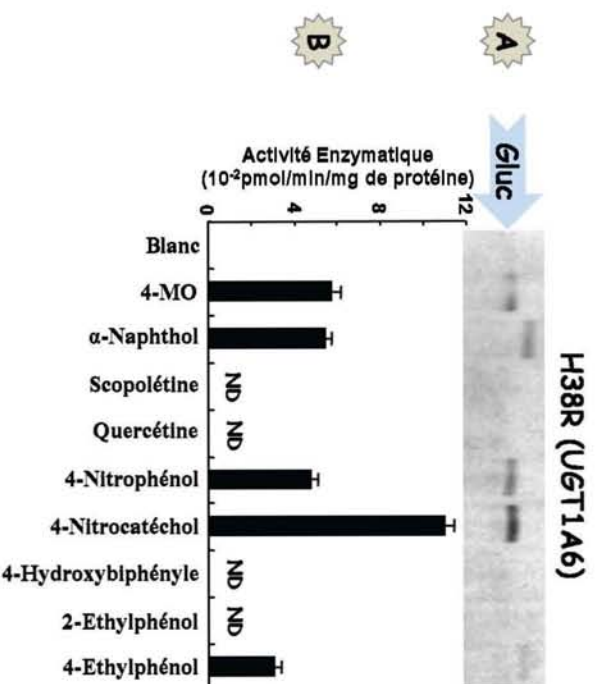 H38R (UGT1A6)
A
Gluc
B
Activité Enzymatique
(10⁻²pmol/min/mg de protéine)
12
8
4
0
Blanc
4-MO
α-Naphthol
Scopolétine
ND
Quercétine
ND
4-Nitrophénol
4-Nitrocatéchol
4-Hydroxybiphényle
ND
2-Ethylphénol
ND
4-Ethylphénol